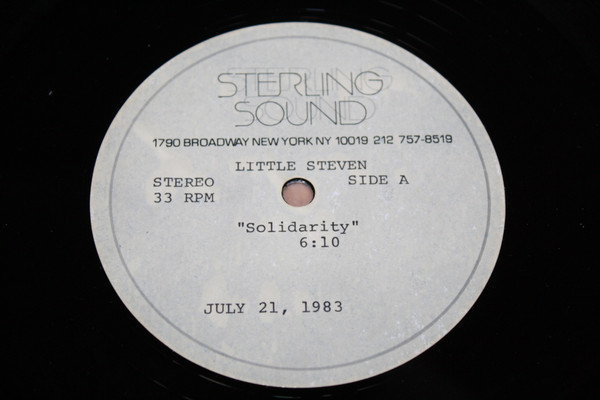 STERLING
SOUND
1790 BROADWAY NEW YORK NY 10019 212 757-8519
LITTLE STEVEN
STEREO SIDE A
33 RPM
"Solidarity"
6:10
JULY 21, 1983